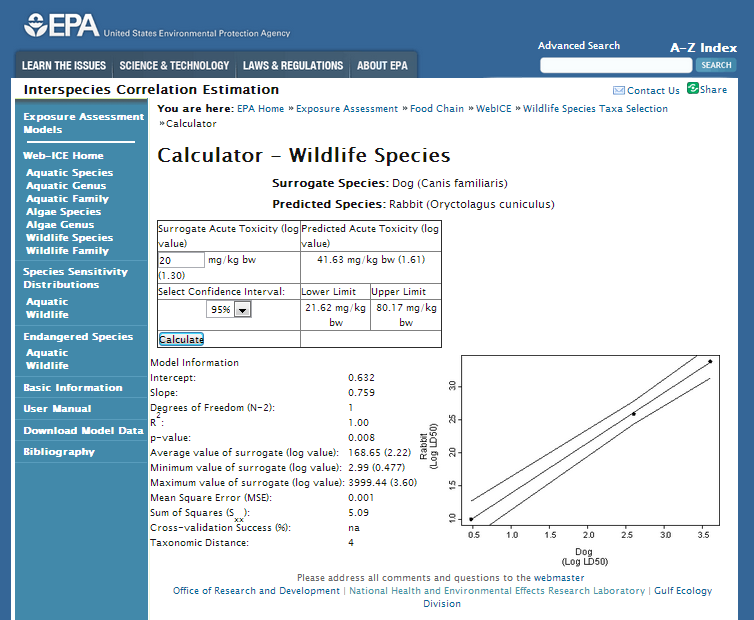 EPA United States Environmental Protection Agency
Advanced Search A-Z Index
LEARN THE ISSUES SCIENCE & TECHNOLOGY LAWS & REGULATIONS ABOUT EPA
SEARCH
Interspecies Correlation Estimation
Contact Us Share
You are here: EPA Home » Exposure Assessment » Food Chain » WebICE » Wildlife Species Taxa Selection
» Calculator
Exposure Assessment
Models
Web-ICE Home
Aquatic Species
Aquatic Genus
Aquatic Family
Algae Species
Algae Genus
Wildlife Species
Wildlife Family
Species Sensitivity
Distributions
Aquatic
Wildlife
Endangered Species
Aquatic
Wildlife
Basic Information
User Manual
Download Model Data
Bibliography
Calculator - Wildlife Species
Surrogate Species: Dog (Canis familiaris)
Predicted Species: Rabbit (Oryctolagus cuniculus)
Surrogate Acute Toxicity (log
value)
Predicted Acute Toxicity (log
value)
20 mg/kg bw
(1.30)
41.63 mg/kg bw (1.61)
Select Confidence Interval:
Lower Limit
Upper Limit
95%
21.62 mg/kg
bw
80.17 mg/kg
bw
Calculate
Model Information
Intercept: 0.632
Slope: 0.759
Degrees of Freedom (N-2): 1
R2: 1.00
p-value: 0.008
Average value of surrogate (log value): 168.65 (2.22)
Minimum value of surrogate (log value): 2.99 (0.477)
Maximum value of surrogate (log value): 3999.44 (3.60)
Mean Square Error (MSE): 0.001
Sum of Squares (Sxx): 5.09
Cross-validation Success (%): na
Taxonomic Distance: 4
Rabbit
(Log LD50)
3.0
2.5
2.0
1.5
1.0
0.5 1.0 1.5 2.0 2.5 3.0 3.5
Dog
(Log LD50)
Please address all comments and questions to the webmaster
Office of Research and Development | National Health and Environmental Effects Research Laboratory | Gulf Ecology
Division